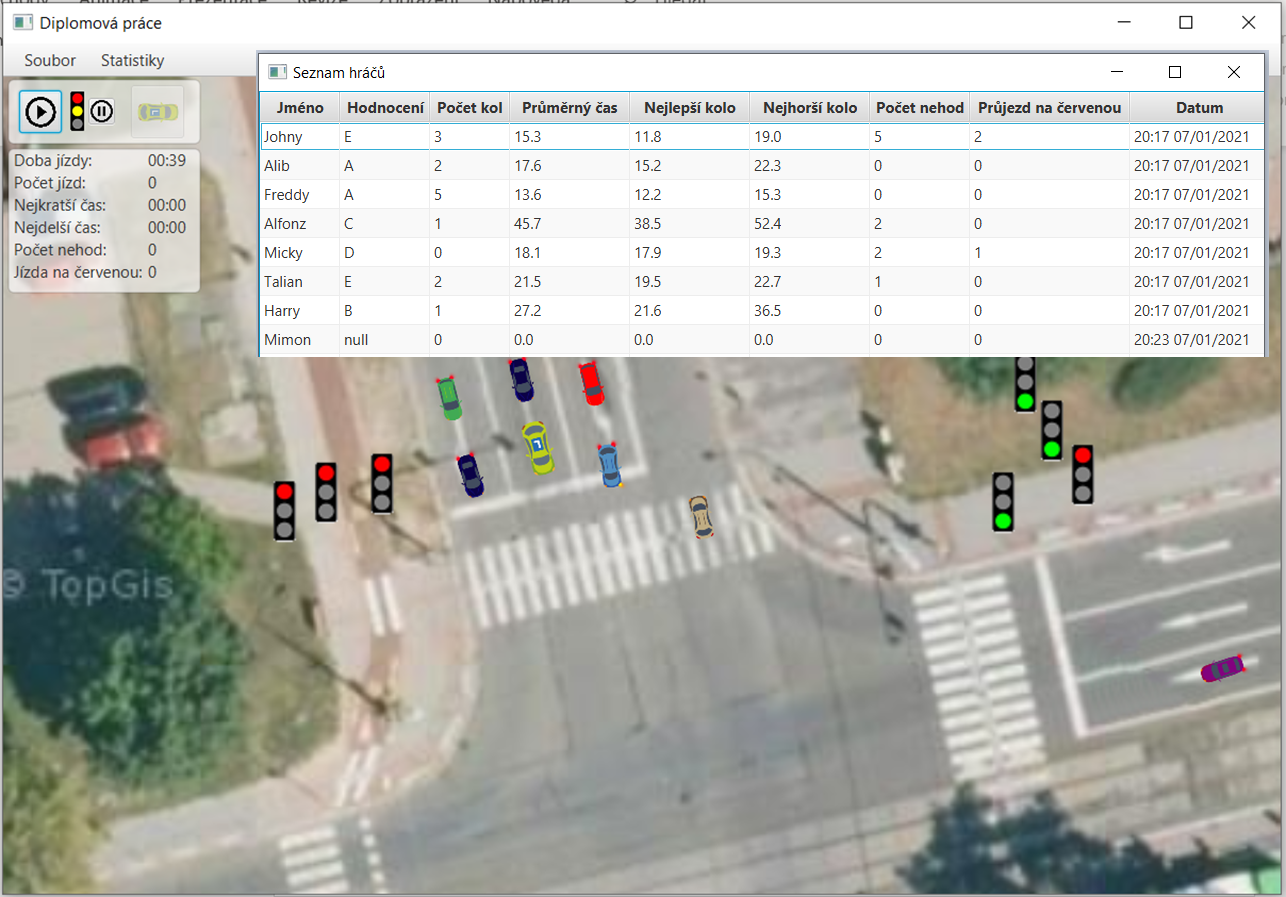 Diplomová práce
Soubor Statistiky
Seznam hráčů
Jméno Hodnocení Počet kol Průměrný čas Nejlepší kolo Nejhorší kolo Počet nehod Průjezd na červenou Datum
Johny E 3 15.3 11.8 19.0 5 2 20:17 07/01/2021
Alib A 2 17.6 15.2 22.3 0 0 20:17 07/01/2021
Freddy A 5 13.6 12.2 15.3 0 0 20:17 07/01/2021
Alfonz C 1 45.7 38.5 52.4 2 0 20:17 07/01/2021
Micky D 0 18.1 17.9 19.3 2 1 20:17 07/01/2021
Talian E 2 21.5 19.5 22.7 1 0 20:17 07/01/2021
Harry B 1 27.2 21.6 36.5 0 0 20:17 07/01/2021
Mimon null 0 0.0 0.0 0.0 0 0 20:23 07/01/2021
Doba jízdy: 00:39
Počet jízd: 0
Nejkratší čas: 00:00
Nejdelší čas: 00:00
Počet nehod: 0
Jízda na červenou: 0
© TopGis